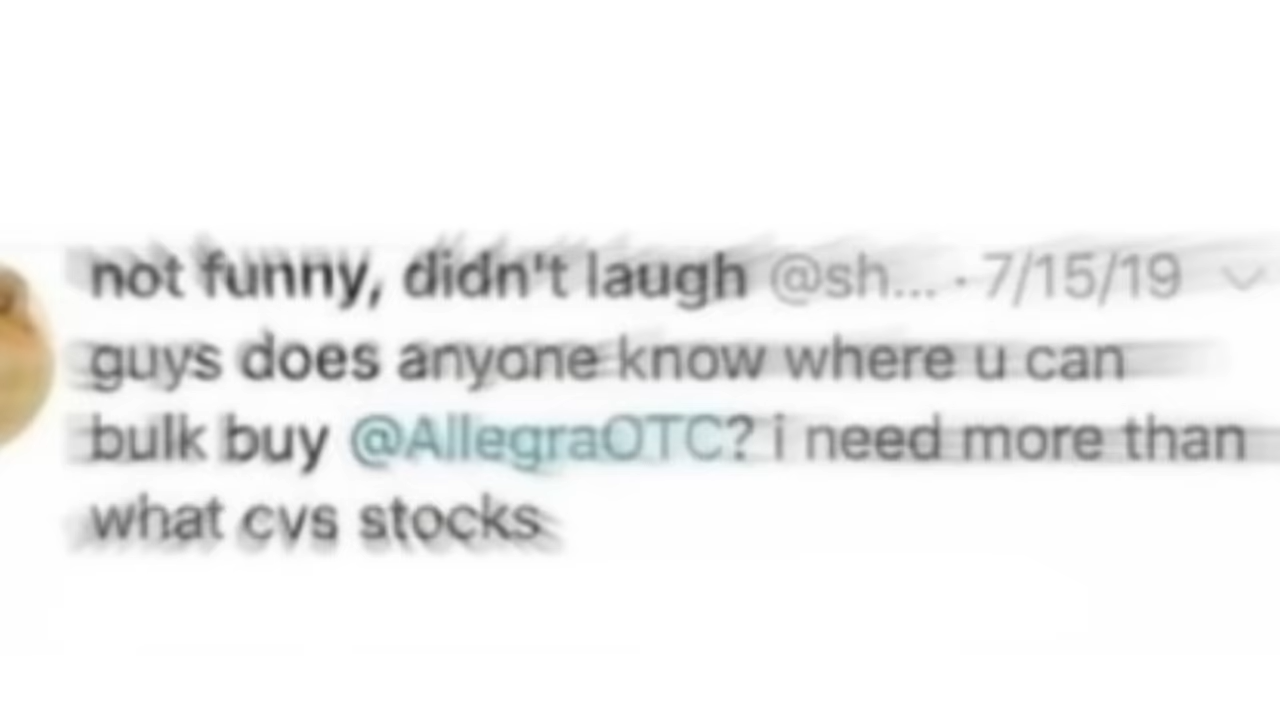 not funny, didn't laugh @sh... · 7/15/19
guys does anyone know where u can
bulk buy @AllegraOTC? i need more than
what cvs stocks